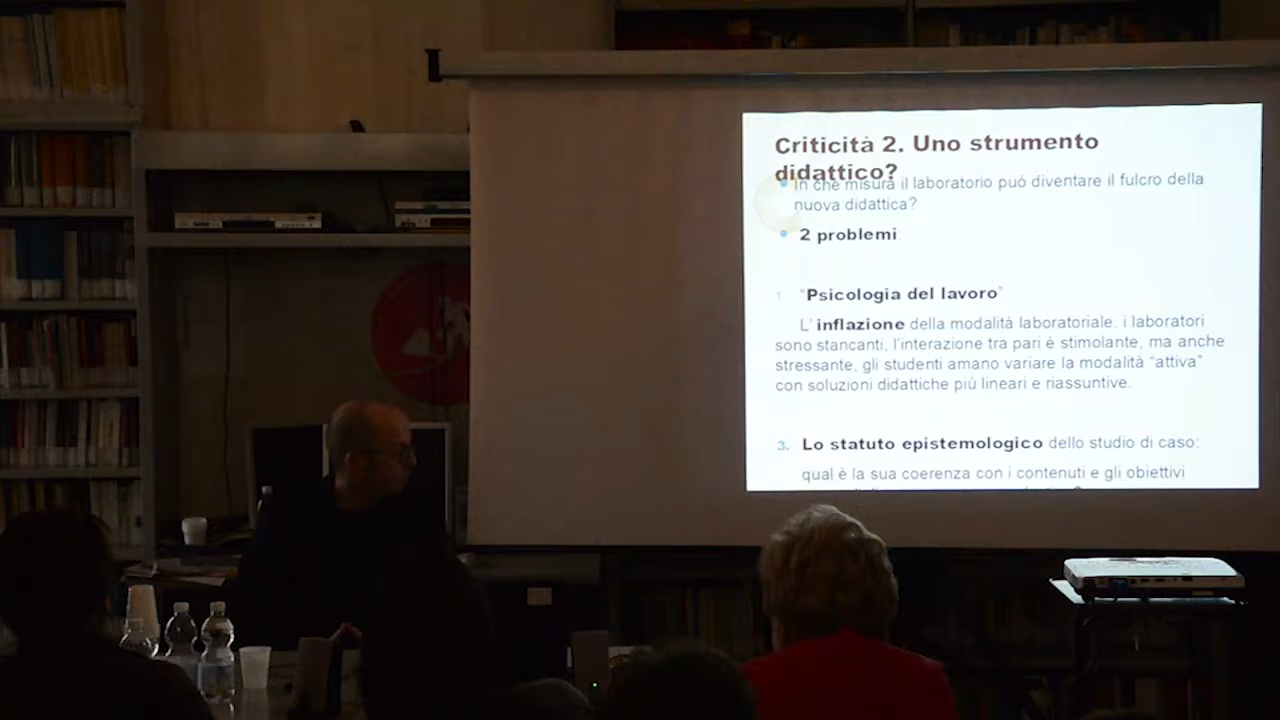 Criticità 2. Uno strumento
didattico?
In che misura il laboratorio può diventare il fulcro della
nuova didattica?
2 problemi:
1 "Psicologia del lavoro"
L'inflazione della modalità laboratoriale. i laboratori
sono stancanti, l'interazione tra pari è stimolante, ma anche
stressante, gli studenti amano variare la modalità "attiva"
con soluzioni didattiche più lineari e riassuntive.
3. Lo statuto epistemologico dello studio di caso:
qual è la sua coerenza con i contenuti e gli obiettivi